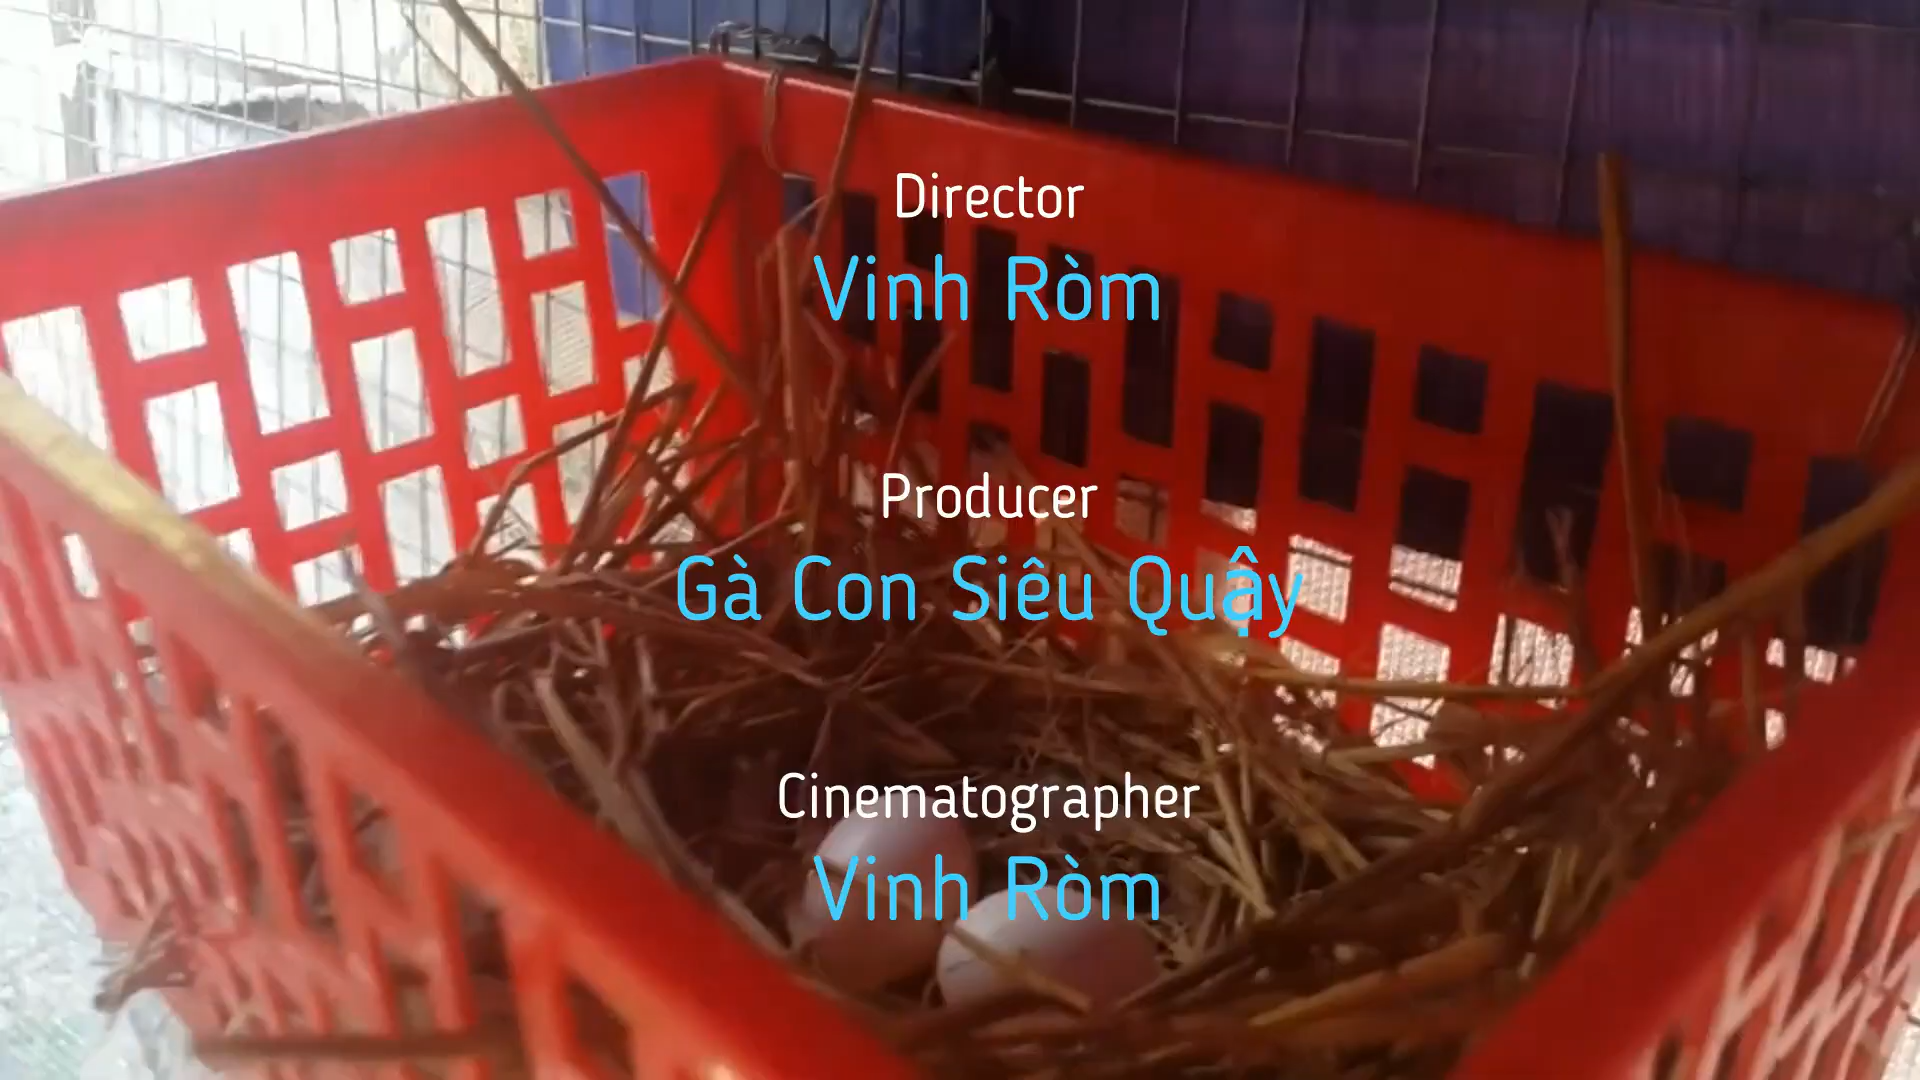 Director
Vinh Ròm
Producer
Gà Con Siêu Quậy
Cinematographer
Vinh Ròm